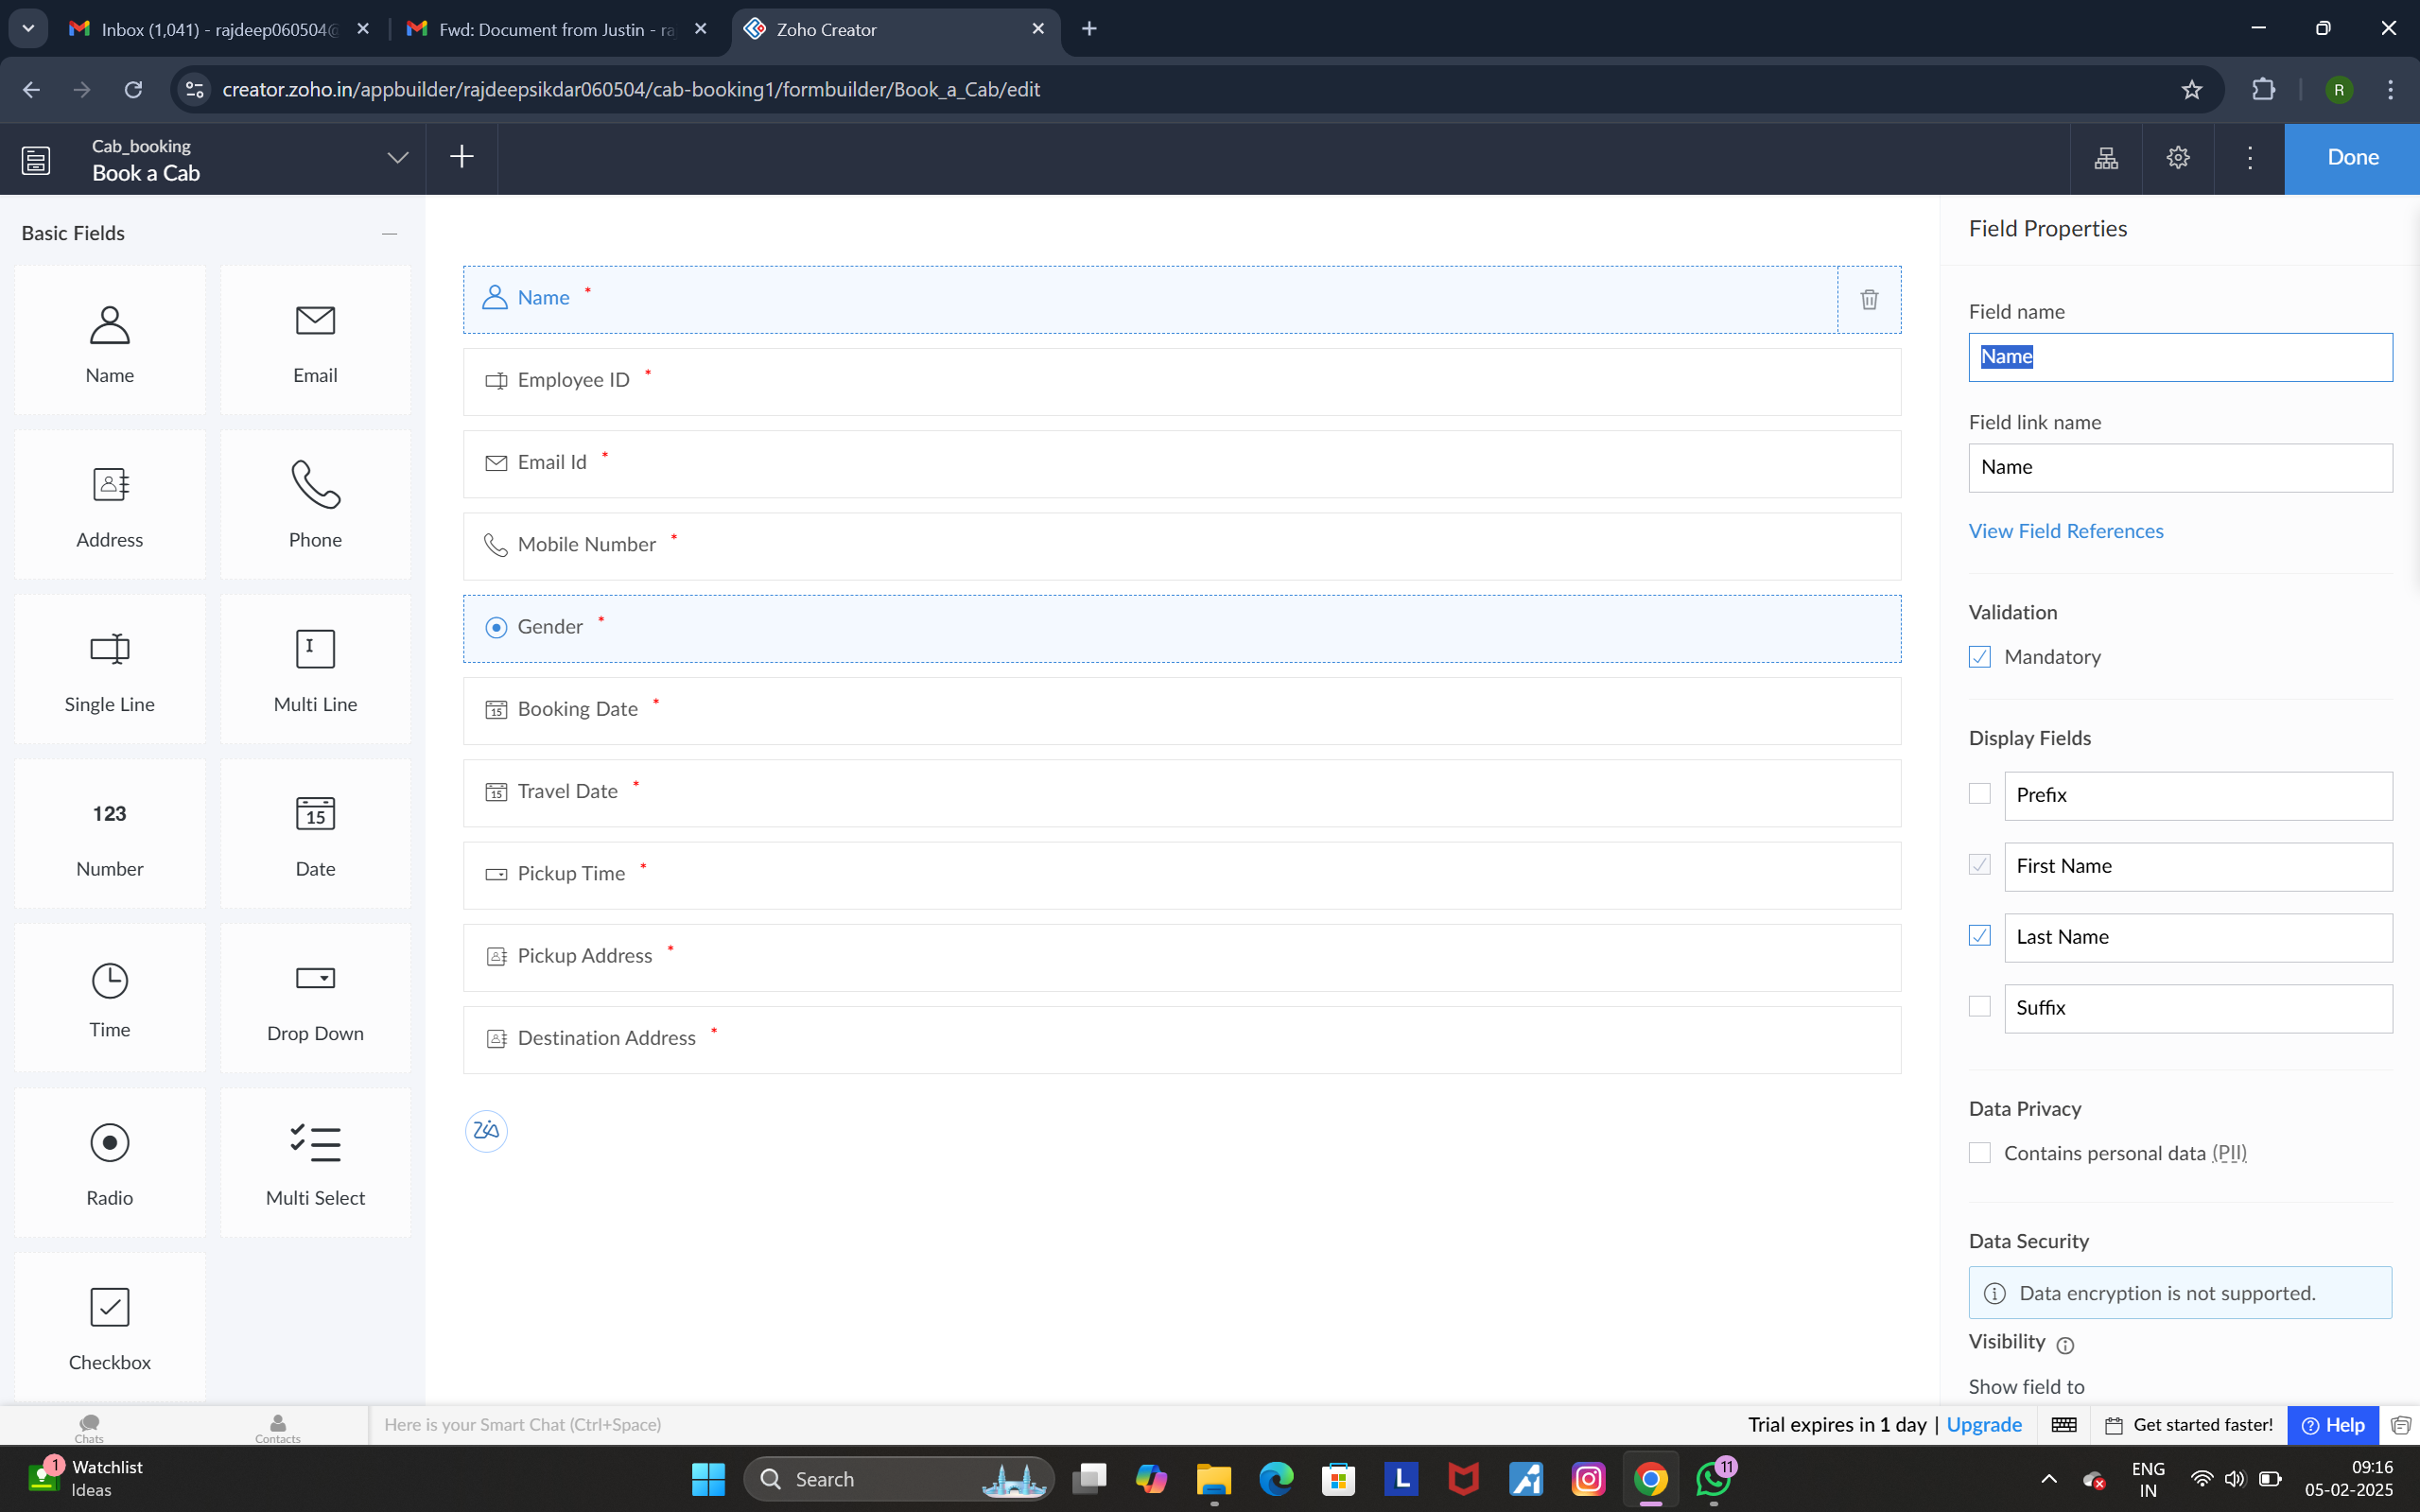 Inbox (1,041) - rajdeep060504@
Fwd: Document from Justin - ra
Zoho Creator
creator.zoho.in/appbuilder/rajdeepsikdar060504/cab-booking1/formbuilder/Book_a_Cab/edit
R
Cab_booking
Book a Cab
Done
Basic Fields
Name
Email
Address
Phone
Single Line
Multi Line
123
Number
15
Date
Time
Drop Down
Radio
Multi Select
Checkbox
Name *
Employee ID *
Email Id *
Mobile Number *
Gender *
15 Booking Date *
15 Travel Date *
Pickup Time *
Pickup Address *
Destination Address *
Zia
Field Properties
Field name
Name
Field link name
Name
View Field References
Validation
Mandatory
Display Fields
Prefix
First Name
Last Name
Suffix
Data Privacy
Contains personal data (PII)
Data Security
Data encryption is not supported.
Visibility
Show field to
Chats
Contacts
Here is your Smart Chat (Ctrl+Space)
Trial expires in 1 day | Upgrade
Get started faster!
Help
1
Watchlist
Ideas
Search
L
11
ENG
IN
09:16
05-02-2025